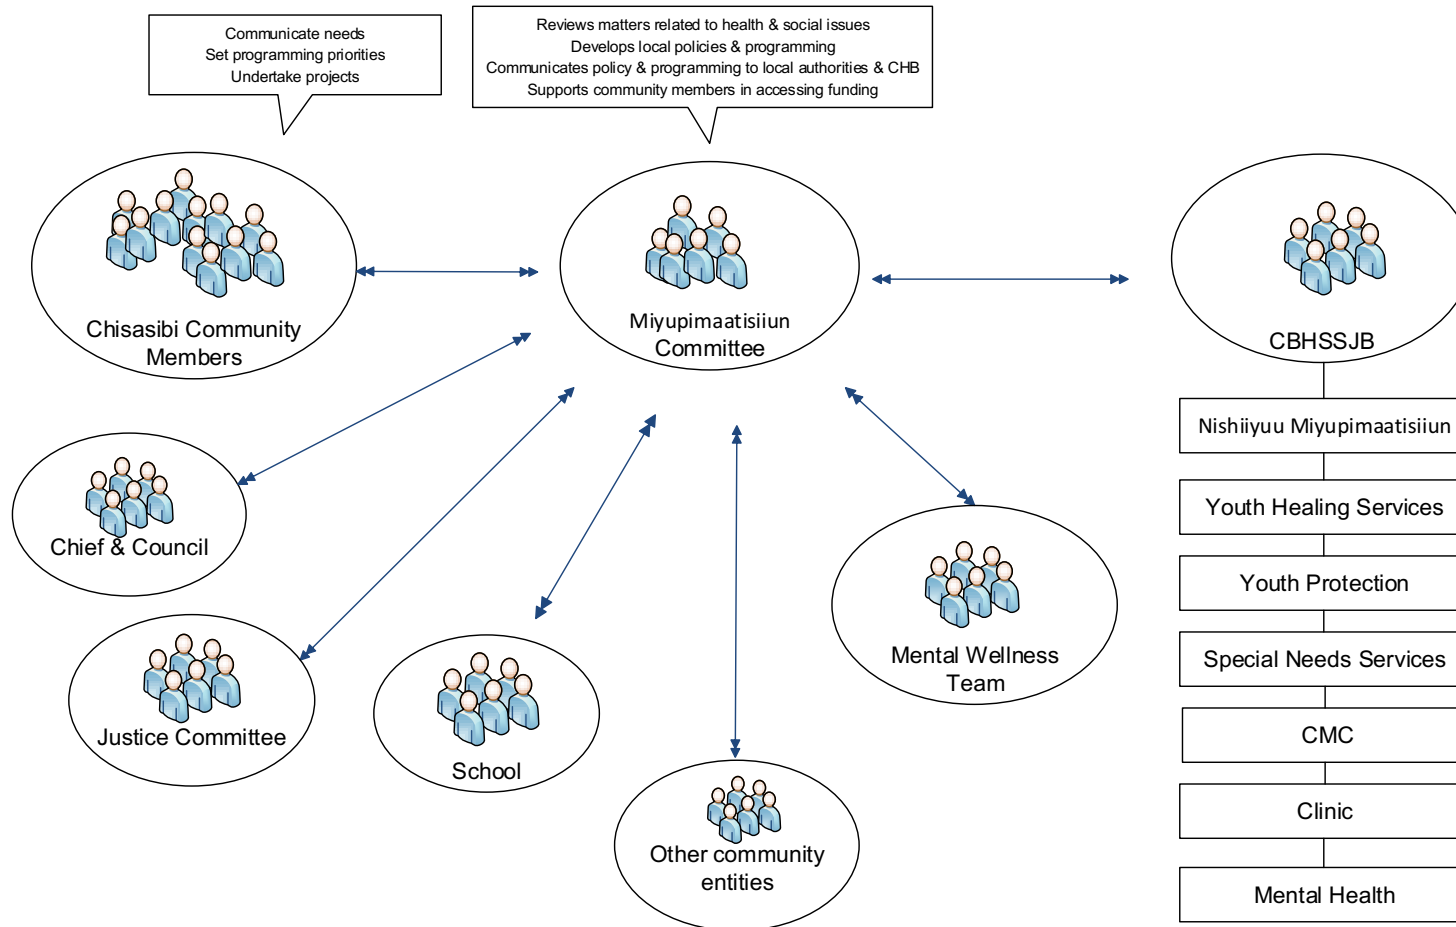 Communicate needs
Set programming priorities
Undertake projects
Reviews matters related to health & social issues
Develops local policies & programming
Communicates policy & programming to local authorities & CHB
Supports community members in accessing funding
Chisasibi Community
Members
Miyupimaatisiiun
Committee
CBHSSJB
Nishiiyuu Miyupimaatisiiun
Youth Healing Services
Youth Protection
Special Needs Services
CMC
Clinic
Mental Health
Chief & Council
Justice Committee
School
Other community
entities
Mental Wellness
Team